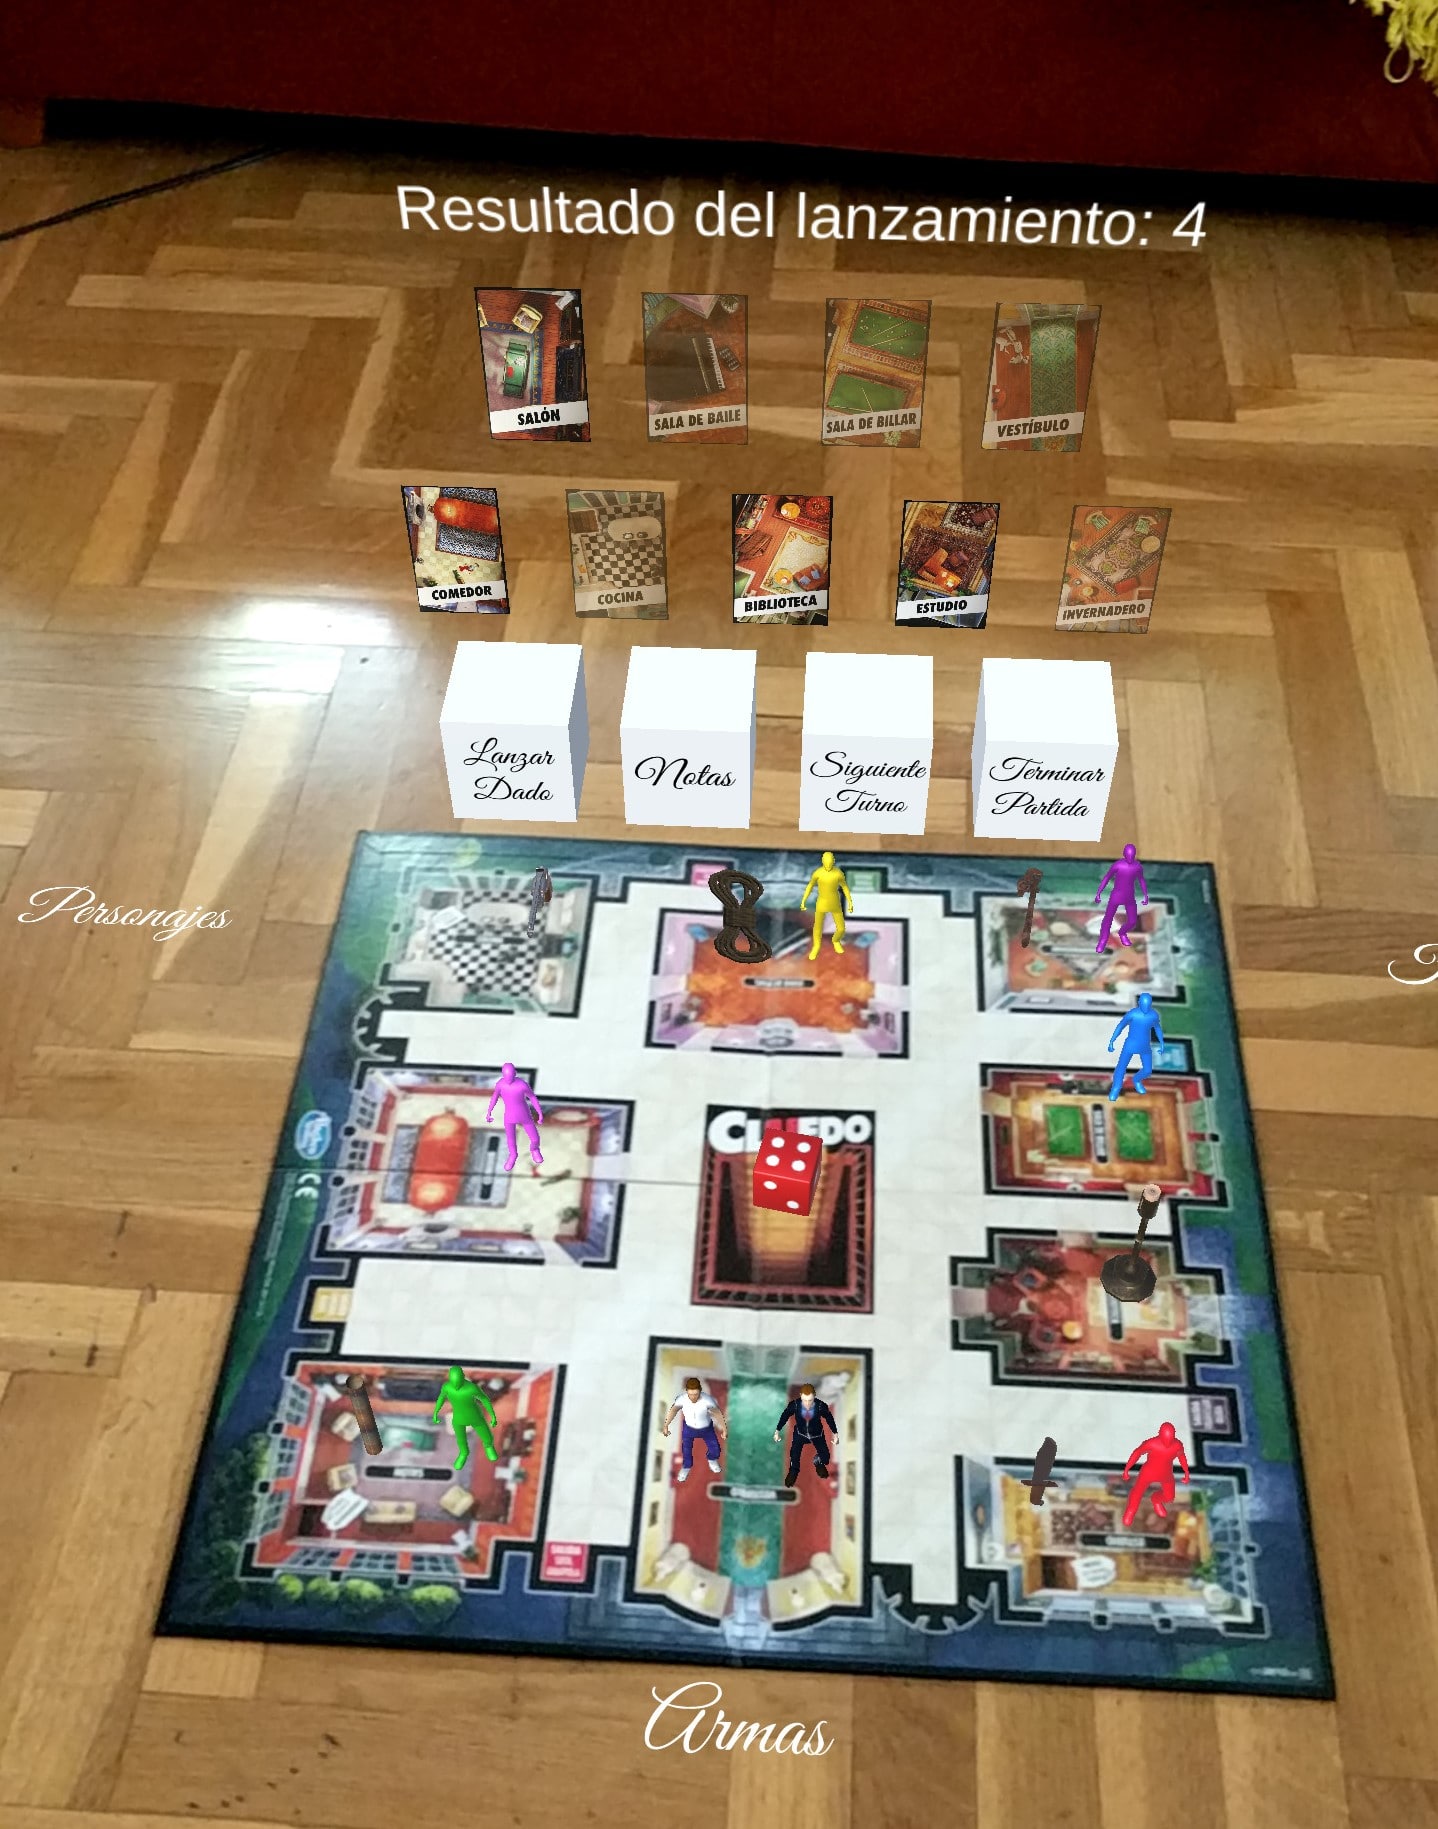 Resultado del lanzamiento: 4
SALÓN
SALA DE BAILE
SALA DE BILLAR
VESTÍBULO
COMEDOR
COCINA
BIBLIOTECA
ESTUDIO
INVERNADERO
Lanzar
Dado
Notas
Siguiente
Turno
Terminar
Partida
Personajes
CLUEDO
CE
Armas